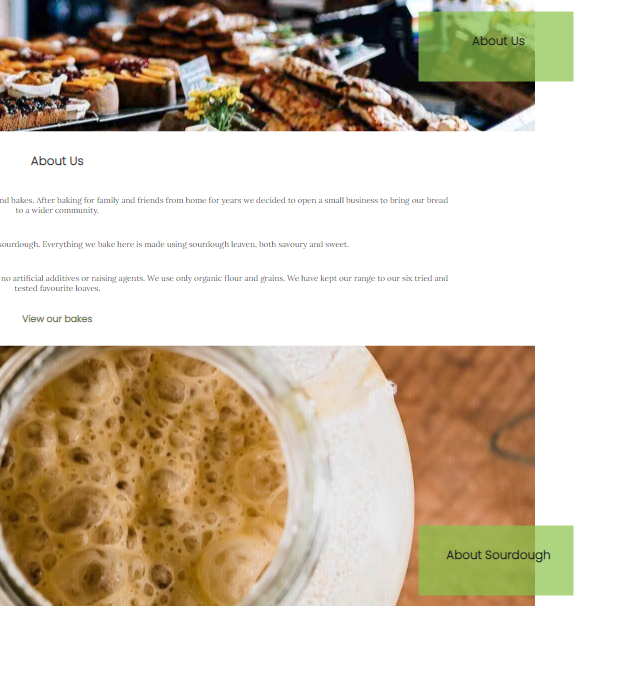 About Us
About Us
nd bakes. After baking for family and friends from home for years we decided to open a small business to bring our bread
to a wider community.
sourdough. Everything we bake here is made using sourdough leaven, both savoury and sweet.
no artificial additives or raising agents. We use only organic flour and grains. We have kept our range to our six tried and
tested favourite loaves.
View our bakes
About Sourdough